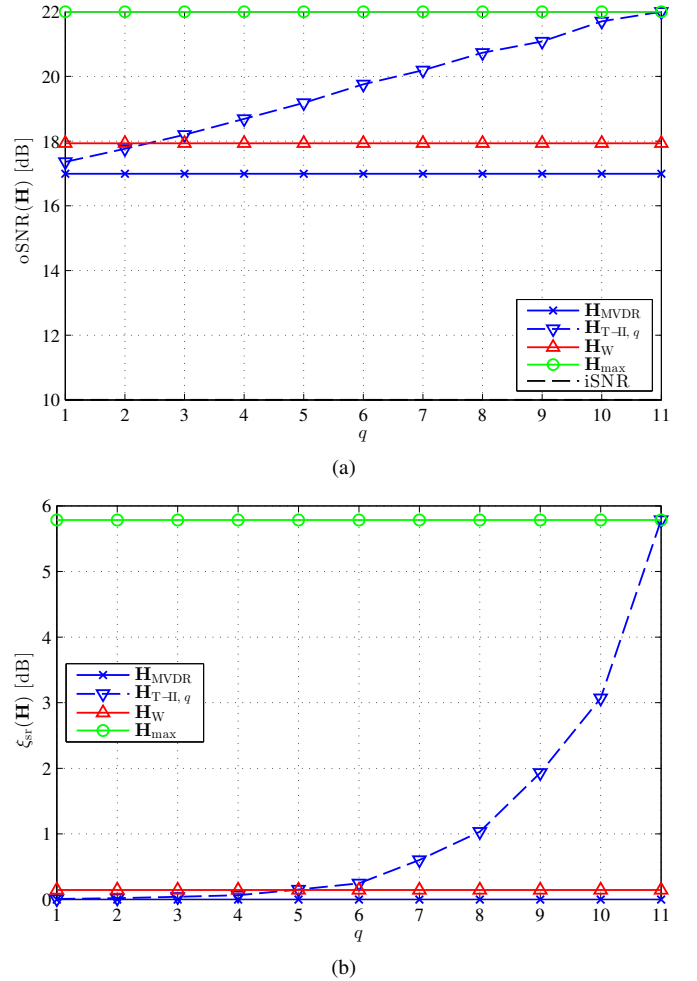 22
20
18
16
14
12
10
oSNR(H) [dB]
H_MVDR
H_T-II, q
H_W
H_max
iSNR
1 2 3 4 5 6 7 8 9 10 11
q
(a)
6
5
4
3
2
1
0
ξ_sr(H) [dB]
H_MVDR
H_T-II, q
H_W
H_max
1 2 3 4 5 6 7 8 9 10 11
q
(b)